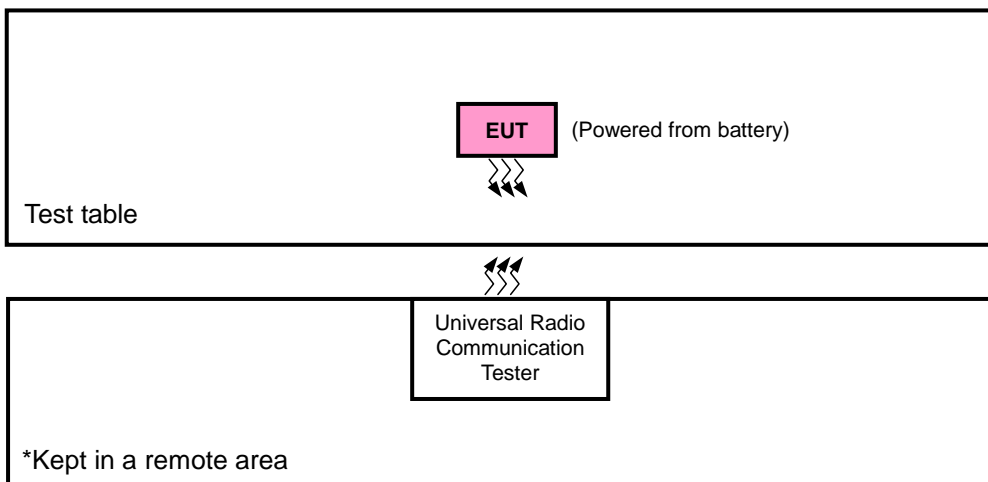 EUT
(Powered from battery)
Test table
Universal Radio
Communication
Tester
*Kept in a remote area